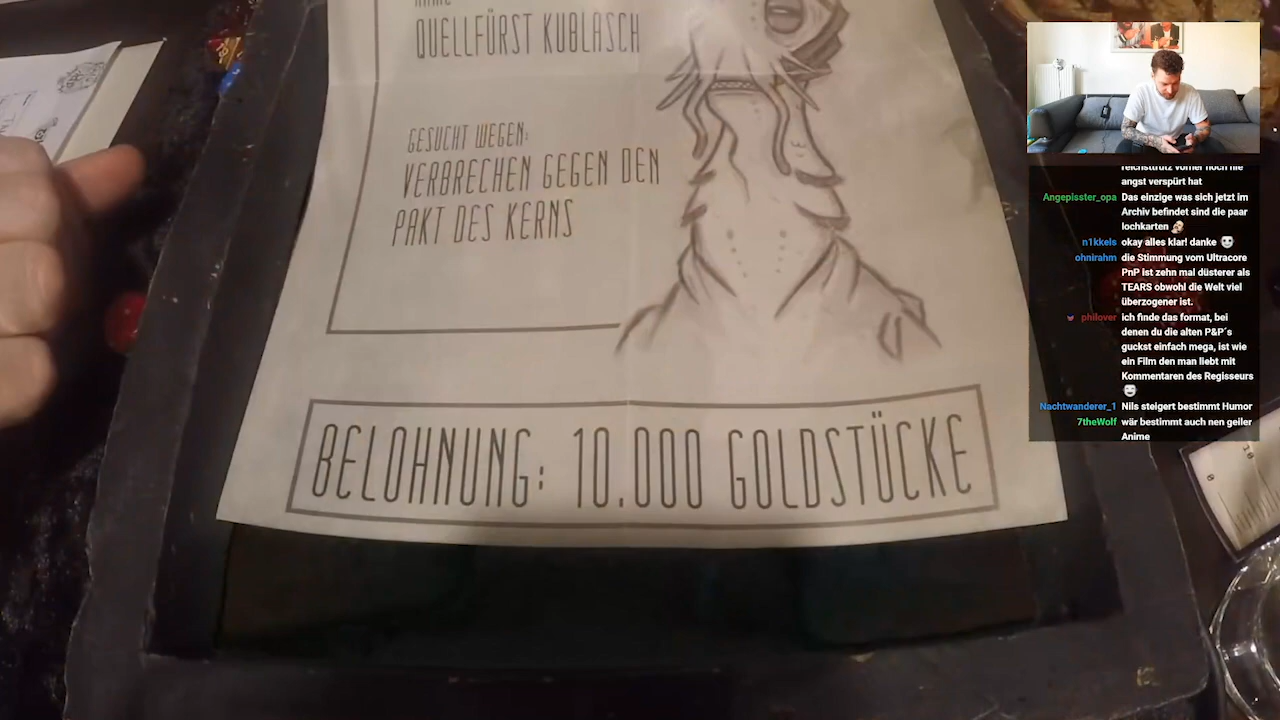 QUELLFÜRST KUBLASCH
GESUCHT WEGEN:
VERBRECHEN GEGEN DEN
PAKT DES KERNS
BELOHNUNG: 10.000 GOLDSTÜCKE
angst verspürt hat
Angepisster_opa Das einzige was sich jetzt im
Archiv befindet sind die paar
lochkarten
n1kkels okay alles klar! danke
ohnirahm die Stimmung vom Ultracore
PnP ist zehn mal düsterer als
TEARS obwohl die Welt viel
überzogener ist.
philover ich finde das format, bei
denen du die alten P&P´s
guckst einfach mega, ist wie
ein Film den man liebt mit
Kommentaren des Regisseurs
Nachtwanderer_1 Nils steigert bestimmt Humor
7theWolf wär bestimmt auch nen geiler
Anime